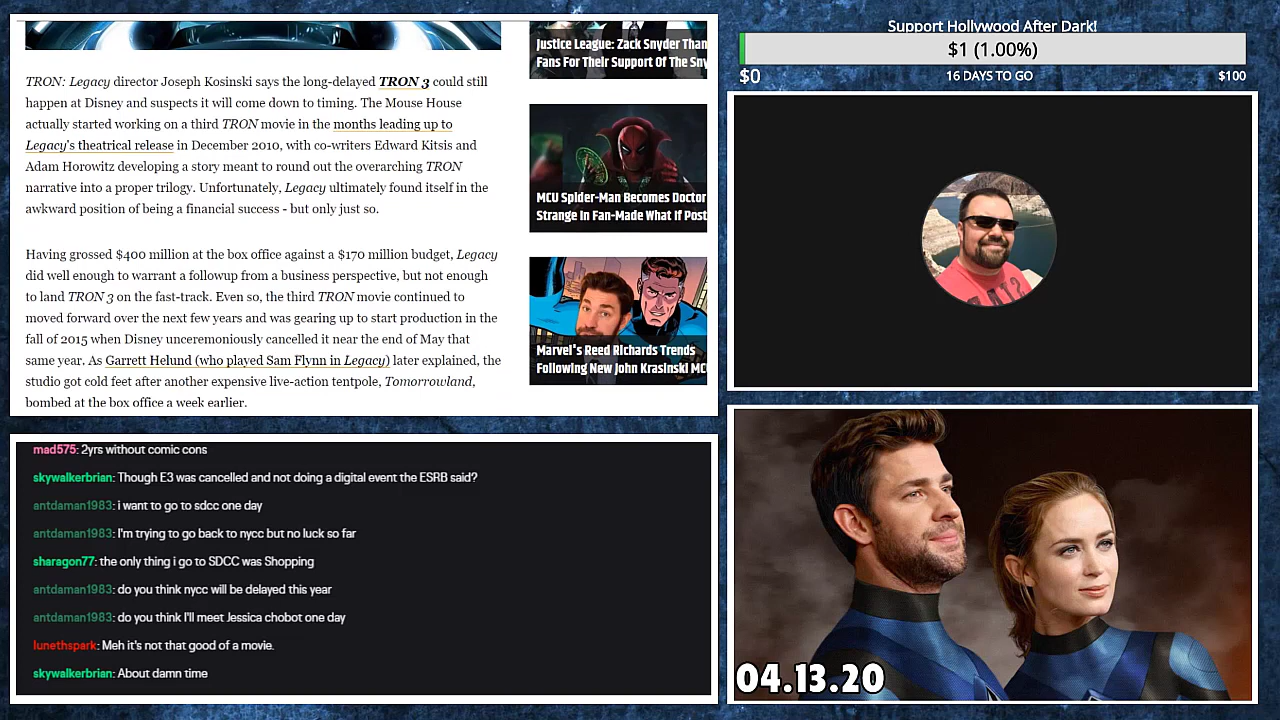 TRON: Legacy director Joseph Kosinski says the long-delayed TRON 3 could still
happen at Disney and suspects it will come down to timing. The Mouse House
actually started working on a third TRON movie in the months leading up to
Legacy's theatrical release in December 2010, with co-writers Edward Kitsis and
Adam Horowitz developing a story meant to round out the overarching TRON
narrative into a proper trilogy. Unfortunately, Legacy ultimately found itself in the
awkward position of being a financial success - but only just so.
Having grossed $400 million at the box office against a $170 million budget, Legacy
did well enough to warrant a followup from a business perspective, but not enough
to land TRON 3 on the fast-track. Even so, the third TRON movie continued to
moved forward over the next few years and was gearing up to start production in the
fall of 2015 when Disney unceremoniously cancelled it near the end of May that
same year. As Garrett Helund (who played Sam Flynn in Legacy) later explained, the
studio got cold feet after another expensive live-action tentpole, Tomorrowland,
bombed at the box office a week earlier.
Justice League: Zack Snyder Than
Fans For Their Support Of The Sny
MCU Spider-Man Becomes Doctor
Strange In Fan-Made What If Post
Marvel's Reed Richards Trends
Following New John Krasinski MC
Support Hollywood After Dark!
$1 (1.00%)
$0 16 DAYS TO GO $100
mad575: 2yrs without comic cons
skywalkerbrian: Though E3 was cancelled and not doing a digital event the ESRB said?
antdaman1983: i want to go to sdcc one day
antdaman1983: I'm trying to go back to nycc but no luck so far
sharagon77: the only thing i go to SDCC was Shopping
antdaman1983: do you think nycc will be delayed this year
antdaman1983: do you think I'll meet Jessica chobot one day
lunethspark: Meh it's not that good of a movie.
skywalkerbrian: About damn time
04.13.20